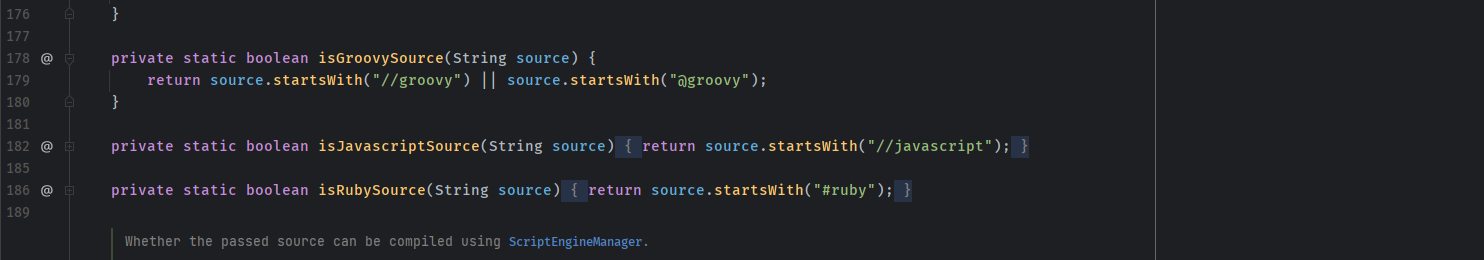 176 }
177
178 @ private static boolean isGroovySource(String source) {
179 return source.startsWith("//groovy") || source.startsWith("@groovy");
180 }
181
182 @ private static boolean isJavascriptSource(String source) { return source.startsWith("//javascript"); }
185
186 @ private static boolean isRubySource(String source) { return source.startsWith("#ruby"); }
189
Whether the passed source can be compiled using ScriptEngineManager.